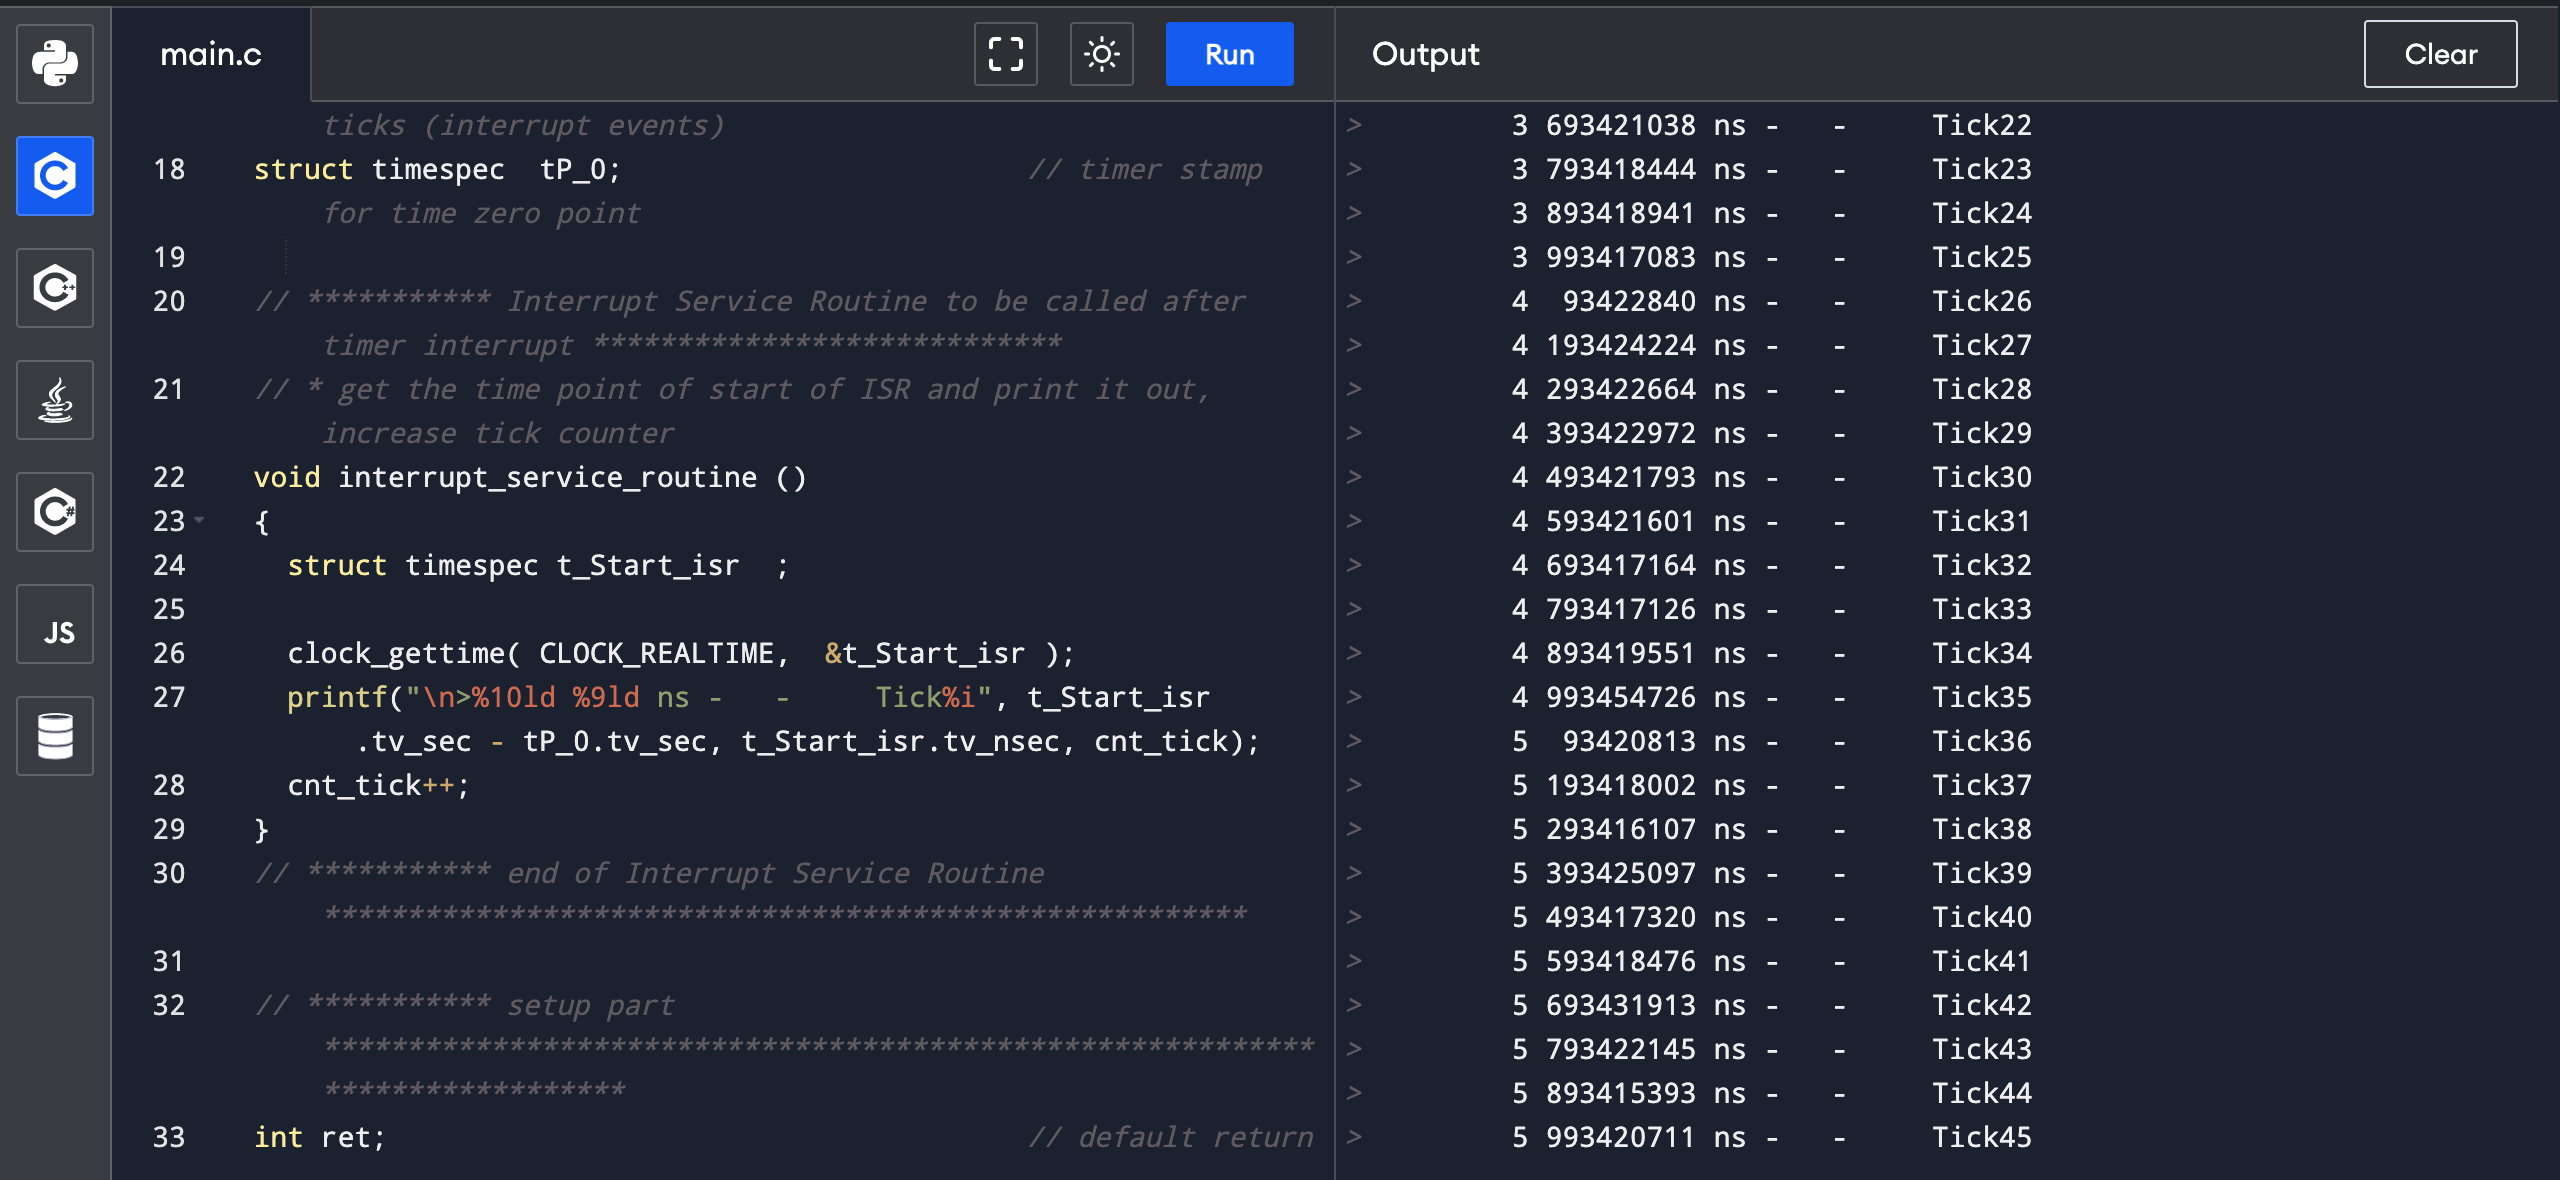 main.c
Run
Output
Clear
JS
ticks (interrupt events)
18 struct timespec  tP_0; // timer stamp
for time zero point
19
20 // *********** Interrupt Service Routine to be called after
timer interrupt ****************************
21 // * get the time point of start of ISR and print it out,
increase tick counter
22 void interrupt_service_routine ()
23 {
24 struct timespec t_Start_isr  ;
25
26 clock_gettime( CLOCK_REALTIME,  &t_Start_isr );
27 printf("\n>%10ld %9ld ns -   -     Tick%i", t_Start_isr
.tv_sec - tP_0.tv_sec, t_Start_isr.tv_nsec, cnt_tick);
28 cnt_tick++;
29 }
30 // *********** end of Interrupt Service Routine
*******************************************************
31
32 // *********** setup part
***********************************************************
******************
33 int ret; // default return
> 3 693421038 ns -   -     Tick22
> 3 793418444 ns -   -     Tick23
> 3 893418941 ns -   -     Tick24
> 3 993417083 ns -   -     Tick25
> 4  93422840 ns -   -     Tick26
> 4 193424224 ns -   -     Tick27
> 4 293422664 ns -   -     Tick28
> 4 393422972 ns -   -     Tick29
> 4 493421793 ns -   -     Tick30
> 4 593421601 ns -   -     Tick31
> 4 693417164 ns -   -     Tick32
> 4 793417126 ns -   -     Tick33
> 4 893419551 ns -   -     Tick34
> 4 993454726 ns -   -     Tick35
> 5  93420813 ns -   -     Tick36
> 5 193418002 ns -   -     Tick37
> 5 293416107 ns -   -     Tick38
> 5 393425097 ns -   -     Tick39
> 5 493417320 ns -   -     Tick40
> 5 593418476 ns -   -     Tick41
> 5 693431913 ns -   -     Tick42
> 5 793422145 ns -   -     Tick43
> 5 893415393 ns -   -     Tick44
> 5 993420711 ns -   -     Tick45